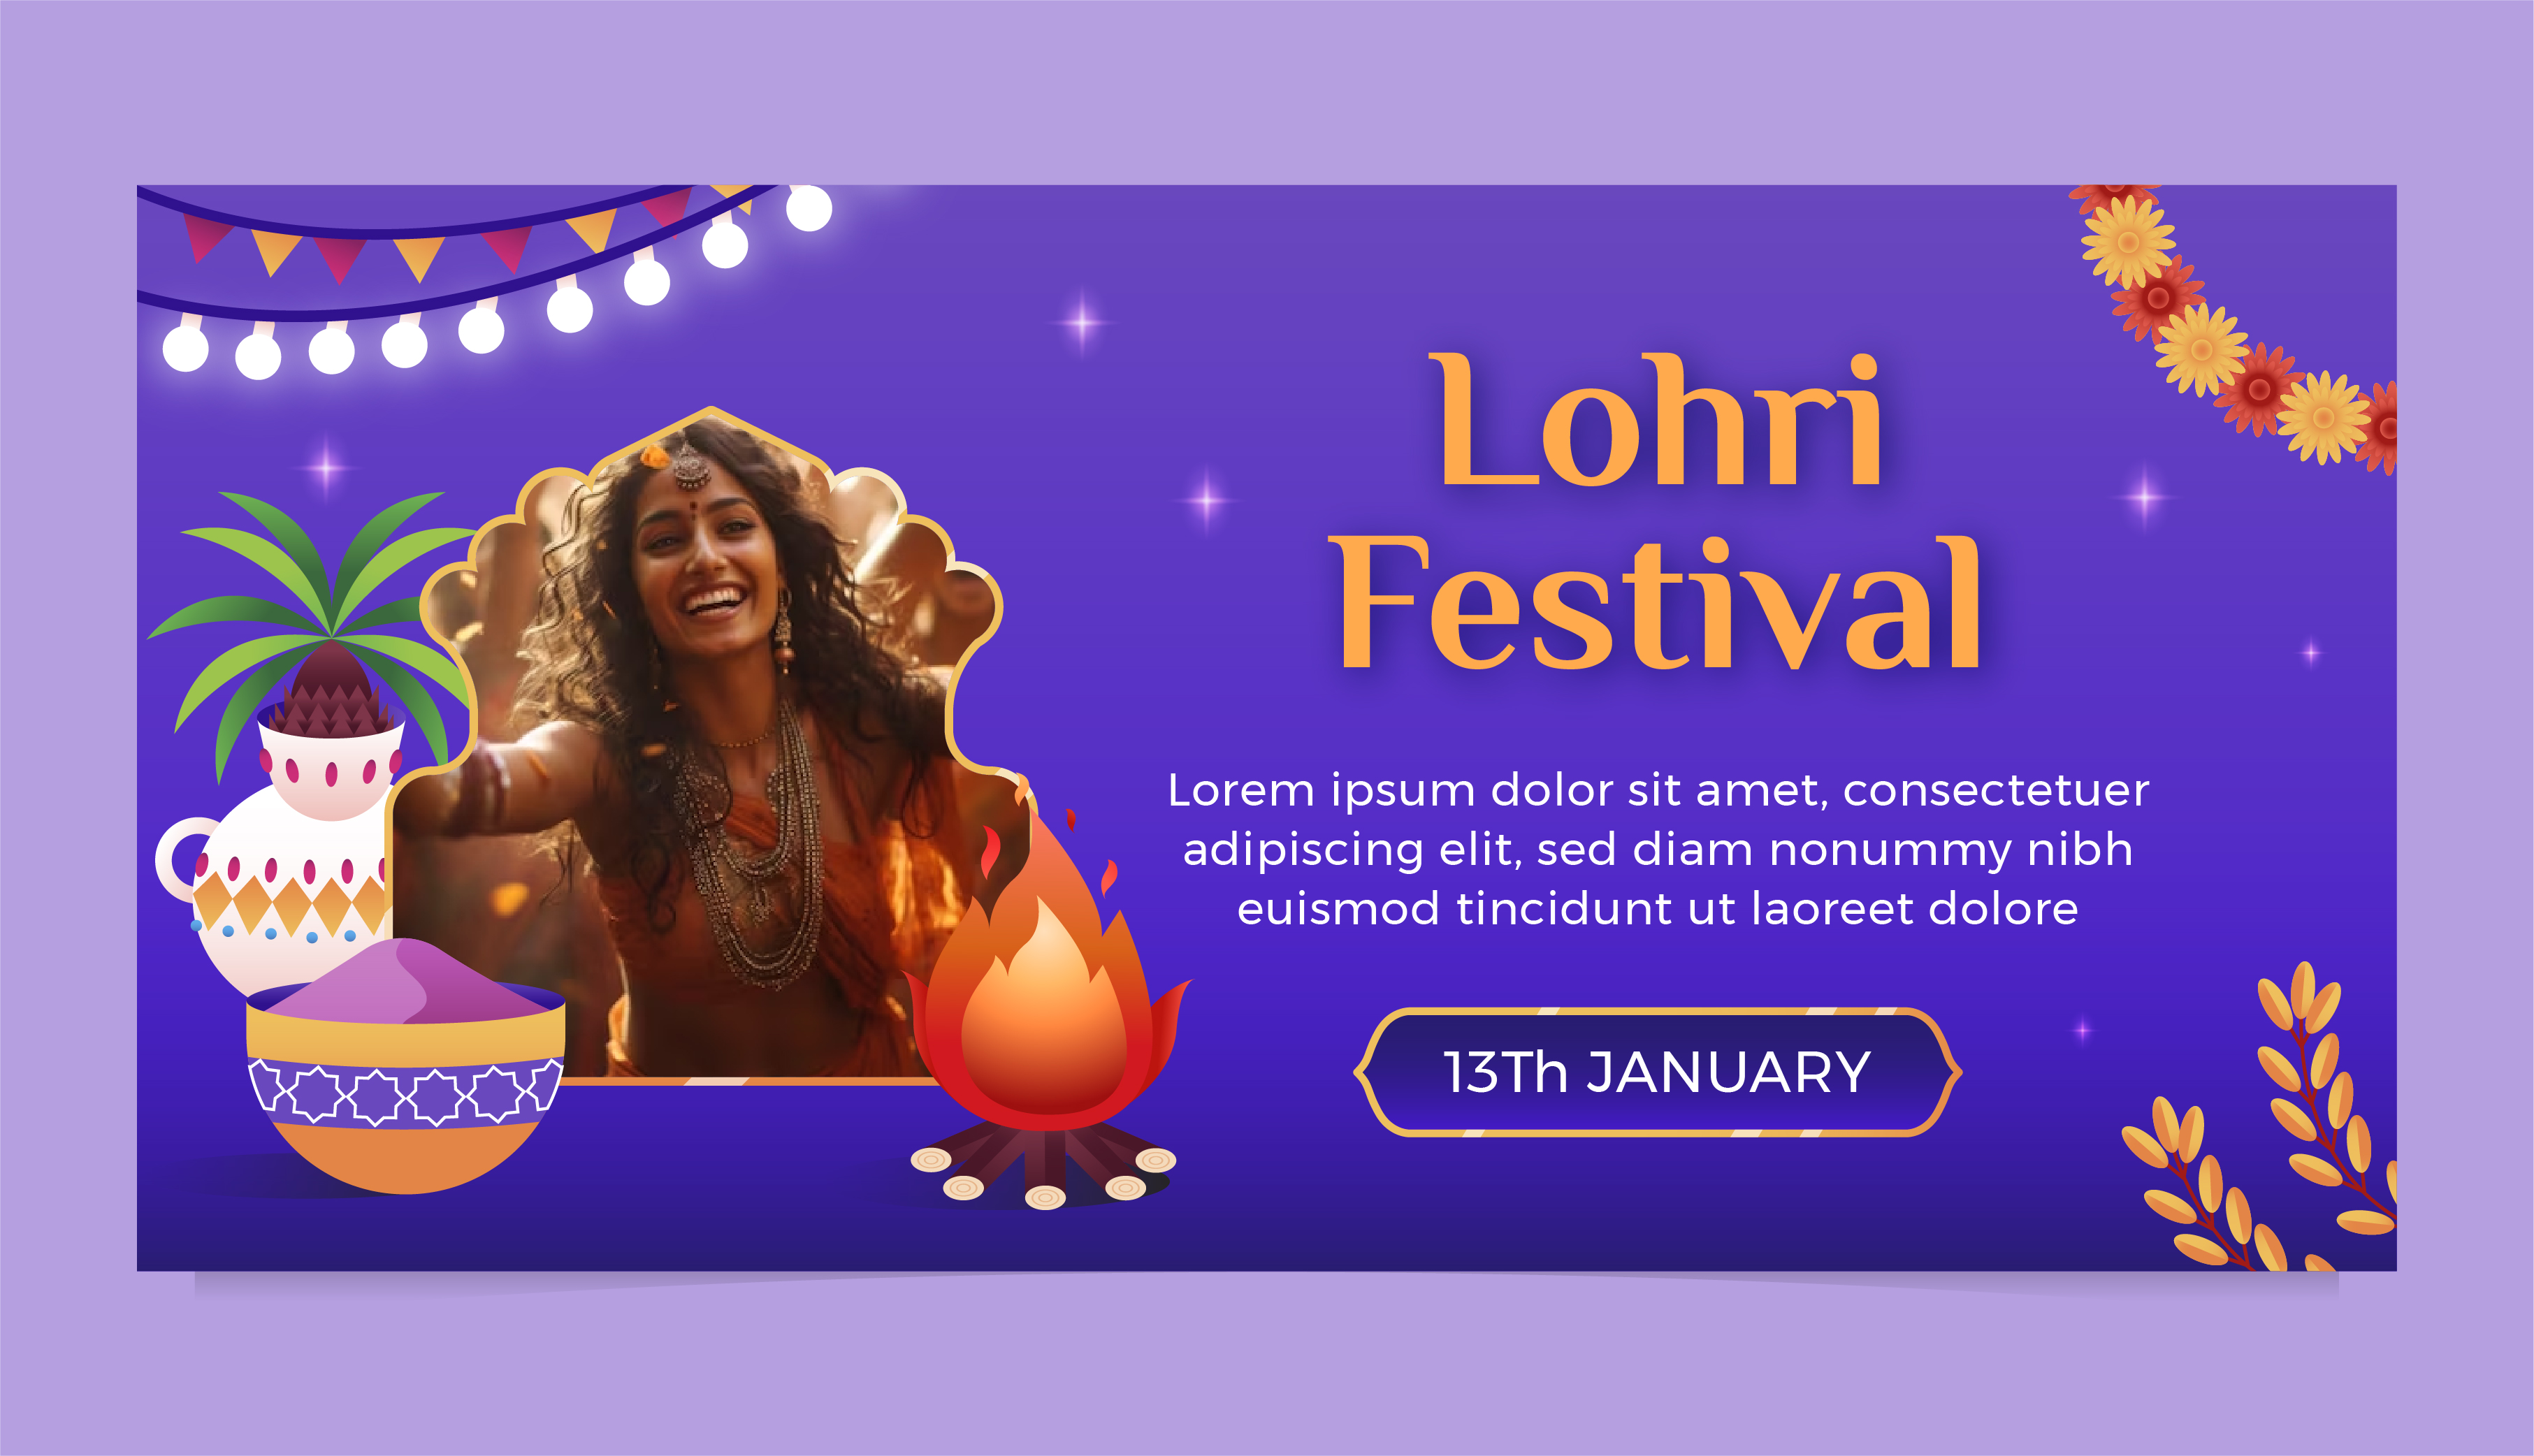 Lohri
Festival
Lorem ipsum dolor sit amet, consectetuer
adipiscing elit, sed diam nonummy nibh
euismod tincidunt ut laoreet dolore
13Th JANUARY